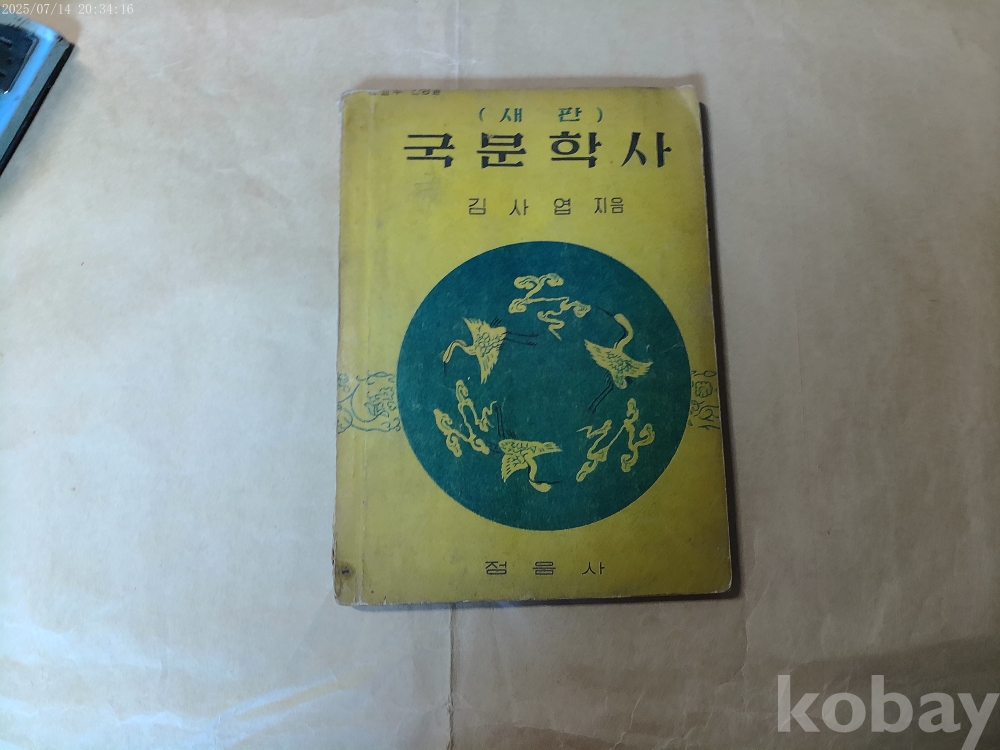 2025/07/14 20:34:16
(새 판)
국문학사
김 사 엽 지음
정 음 사
kobay